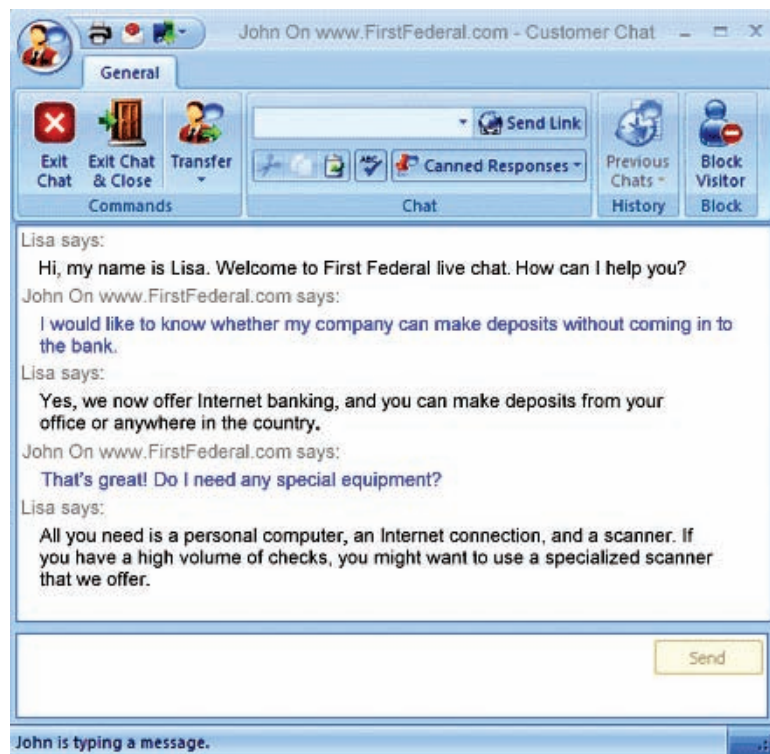 John On www.FirstFederal.com - Customer Chat
General
Exit Chat
Exit Chat & Close
Transfer
Send Link
ABC
Canned Responses
Previous Chats
Block Visitor
Commands
Chat
History
Block
Lisa says:
Hi, my name is Lisa. Welcome to First Federal live chat. How can I help you?
John On www.FirstFederal.com says:
I would like to know whether my company can make deposits without coming in to
the bank.
Lisa says:
Yes, we now offer Internet banking, and you can make deposits from your
office or anywhere in the country.
John On www.FirstFederal.com says:
That's great! Do I need any special equipment?
Lisa says:
All you need is a personal computer, an Internet connection, and a scanner. If
you have a high volume of checks, you might want to use a specialized scanner
that we offer.
Send
John is typing a message.